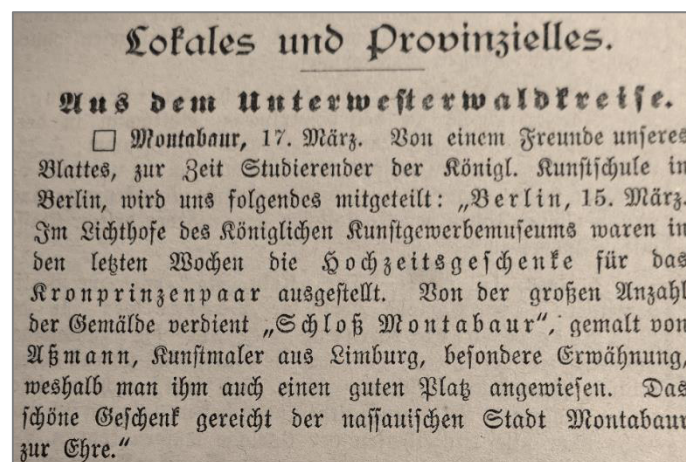 Lokales und Provinzielles.
Aus dem Unterwesterwaldkreise.
□ Montabaur, 17. März. Von einem Freunde unseres
Blattes, zur Zeit Studierender der Königl. Kunstschule in
Berlin, wird uns folgendes mitgeteilt: „Berlin, 15. März.
Im Lichthofe des Königlichen Kunstgewerbemuseums waren in
den letzten Wochen die Hochzeitsgeschenke für das
Kronprinzenpaar ausgestellt. Von der großen Anzahl
der Gemälde verdient „Schloß Montabaur“, gemalt von
Aßmann, Kunstmaler aus Limburg, besondere Erwähnung,
weshalb man ihm auch einen guten Platz angewiesen. Das
schöne Geschenk gereicht der nassauischen Stadt Montabaur
zur Ehre.“